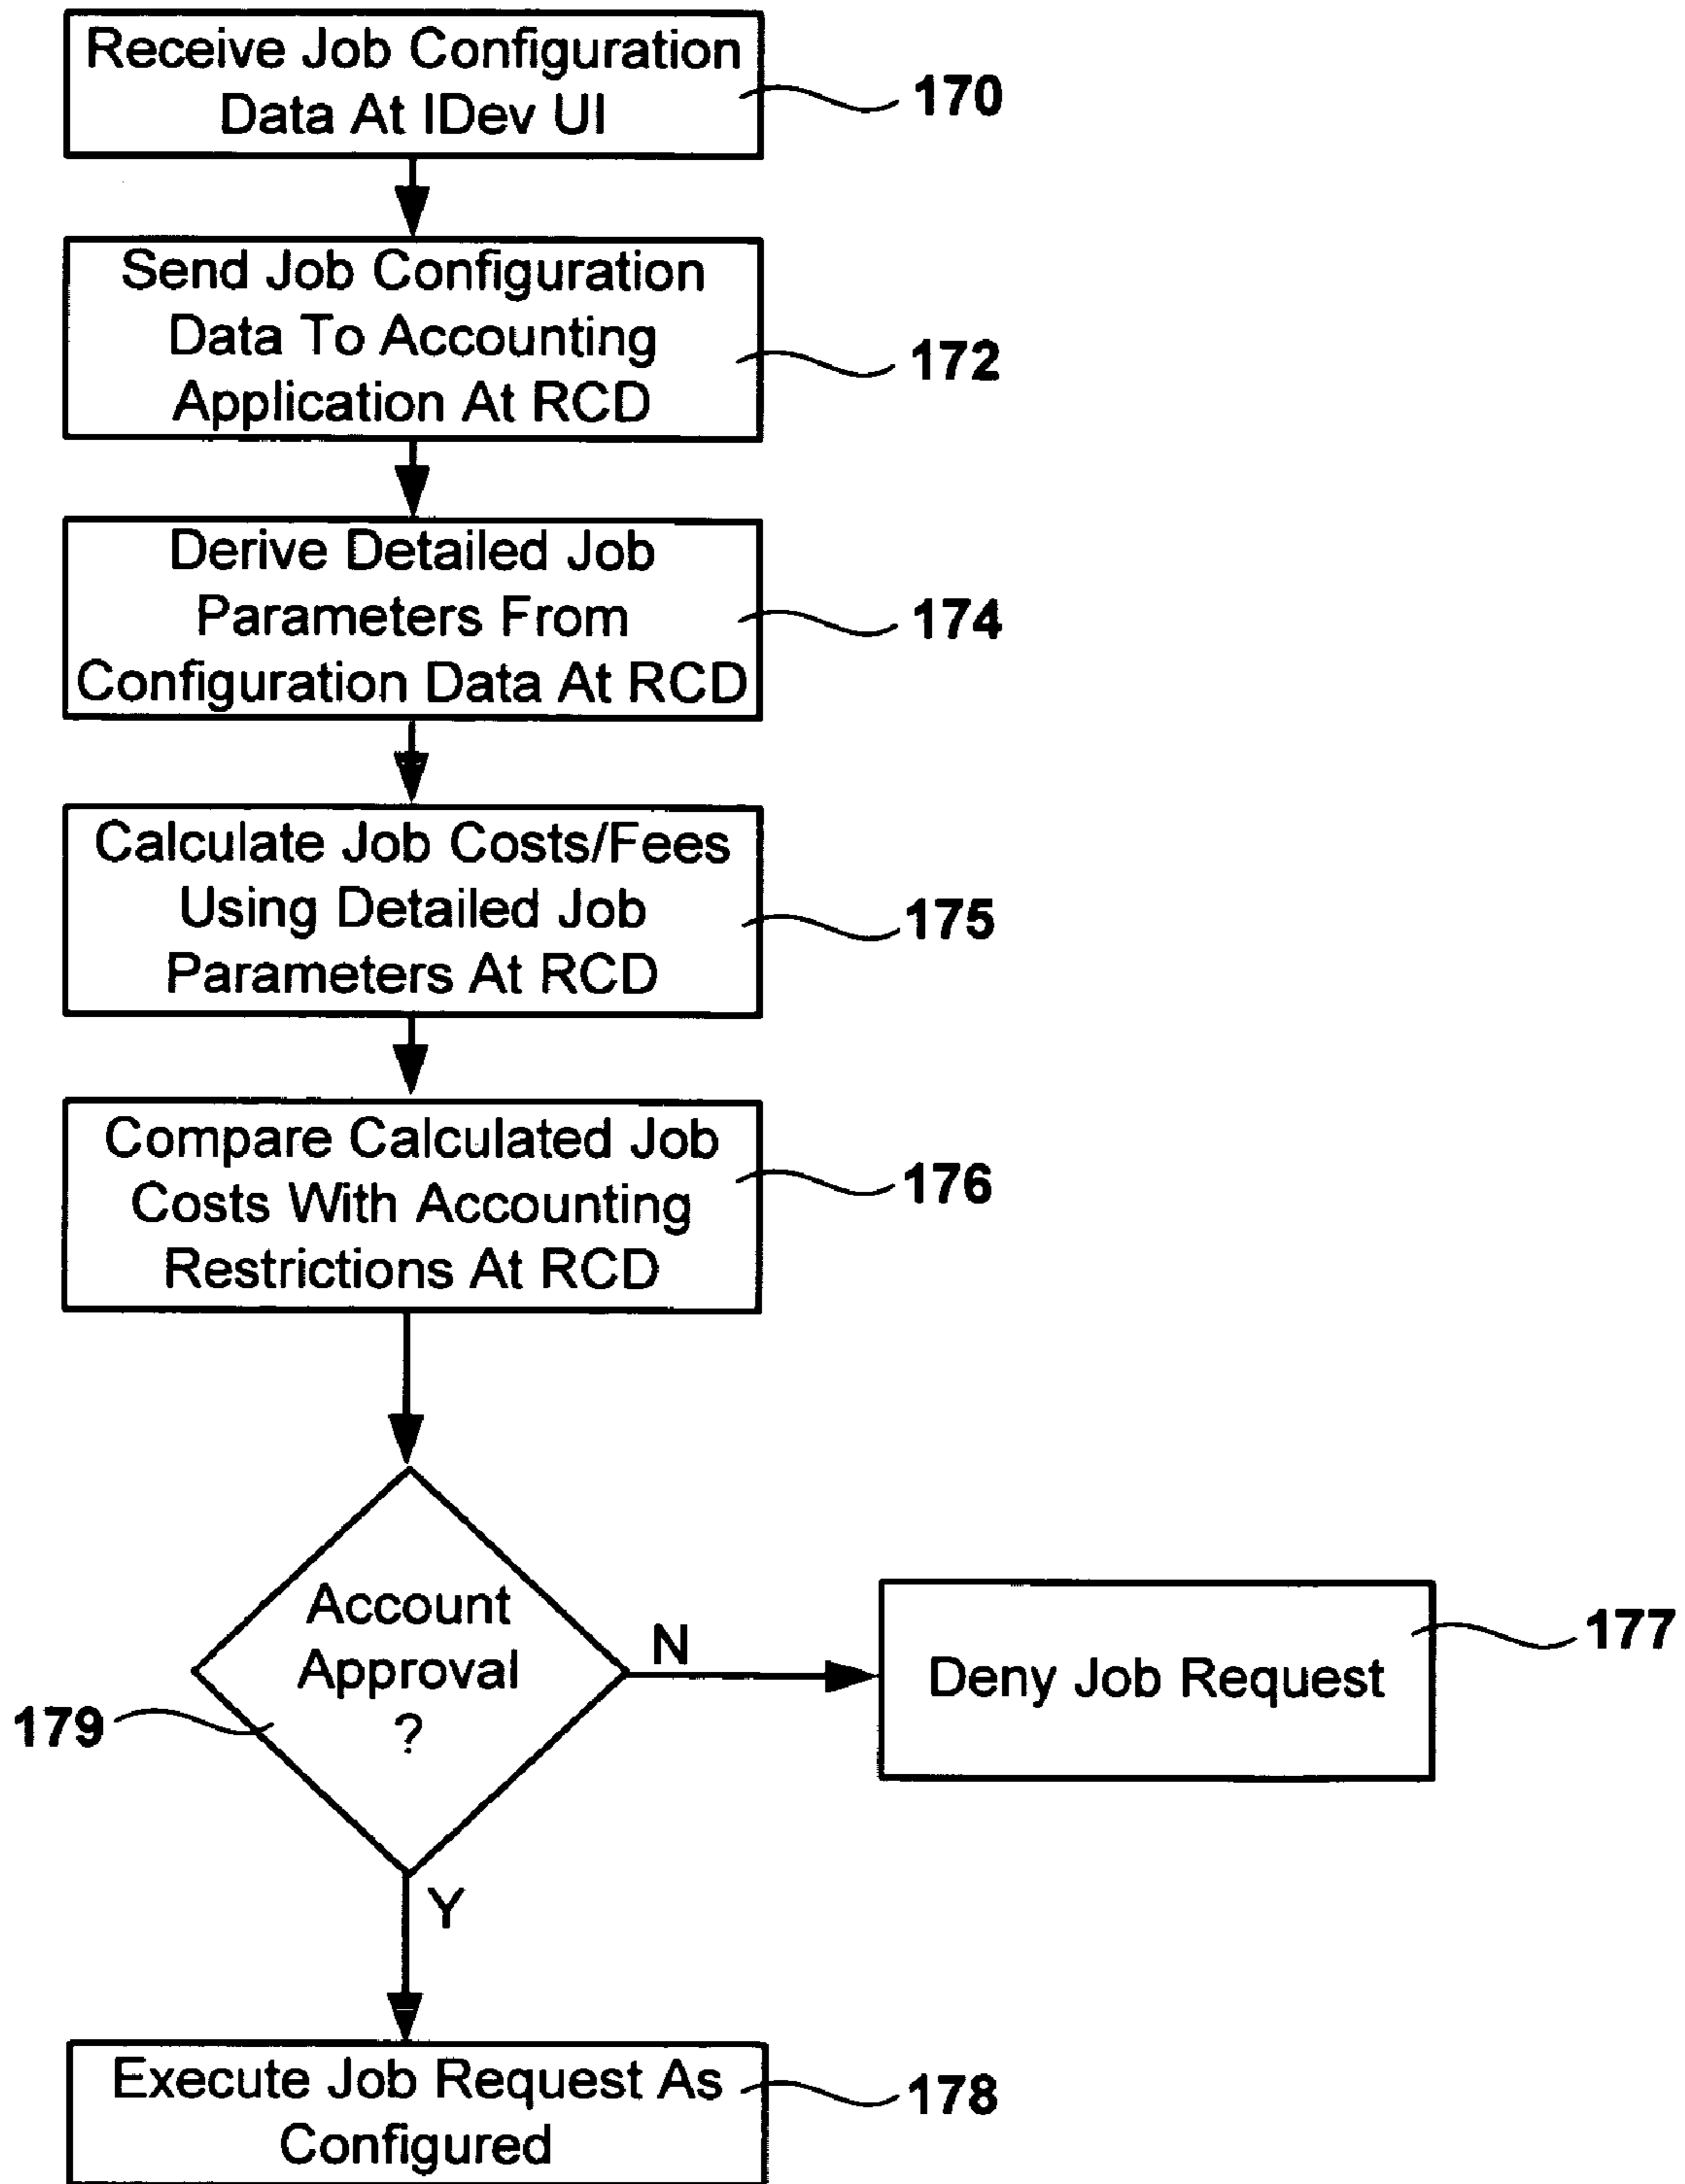 Receive Job Configuration
Data At IDev UI
170
Send Job Configuration
Data To Accounting
Application At RCD
172
Derive Detailed Job
Parameters From
Configuration Data At RCD
174
Calculate Job Costs/Fees
Using Detailed Job
Parameters At RCD
175
Compare Calculated Job
Costs With Accounting
Restrictions At RCD
176
Account
Approval
?
179
N
Deny Job Request
177
Y
Execute Job Request As
Configured
178